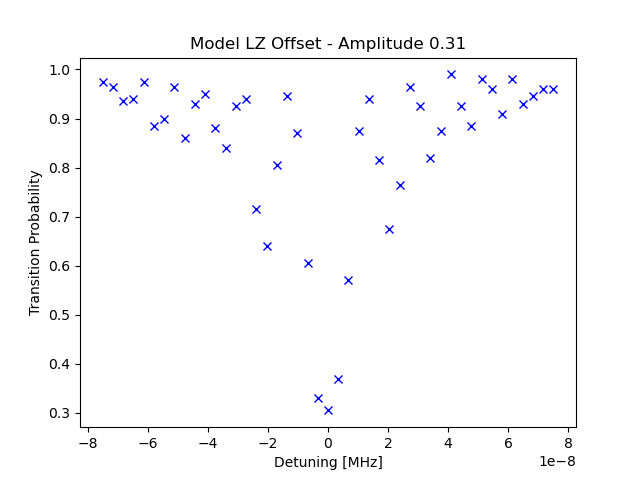 Model LZ Offset - Amplitude 0.31
Transition Probability
1.0
0.9
0.8
0.7
0.6
0.5
0.4
0.3
−8 −6 −4 −2 0 2 4 6 8
1e−8
Detuning [MHz]